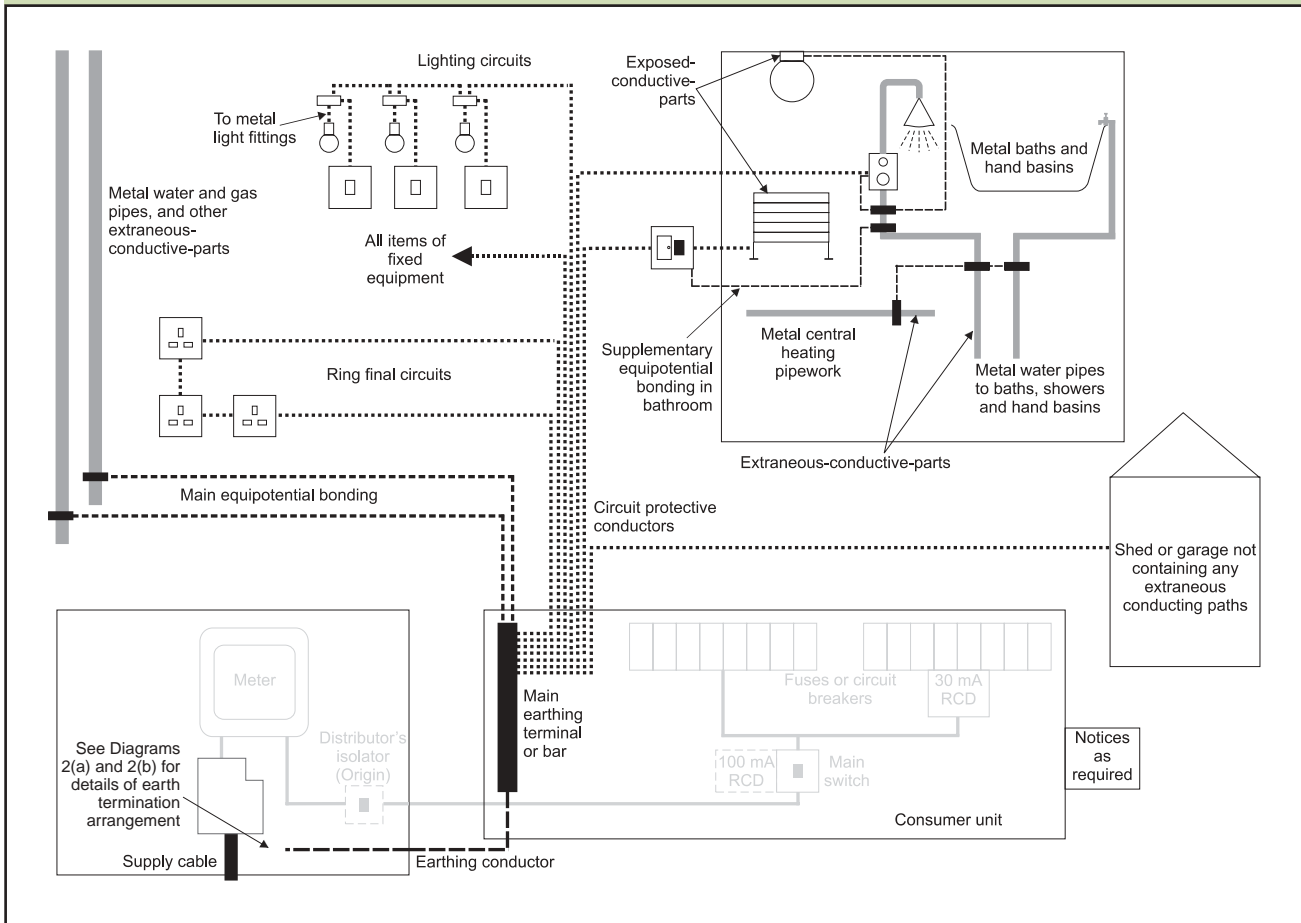 Lighting circuits
To metal
light fittings
Metal water and gas
pipes, and other
extraneous-
conductive-parts
All items of
fixed
equipment
Ring final circuits
Main equipotential bonding
Exposed-
conductive-
parts
Metal baths and
hand basins
Supplementary
equipotential
bonding in
bathroom
Metal central
heating
pipework
Metal water pipes
to baths, showers
and hand basins
Extraneous-conductive-parts
Circuit protective
conductors
Shed or garage not
containing any
extraneous
conducting paths
Meter
Distributor's
isolator
(Origin)
See Diagrams
2(a) and 2(b) for
details of earth
termination
arrangement
Supply cable
Earthing conductor
Main
earthing
terminal
or bar
Fuses or circuit
breakers
30 mA
RCD
100 mA
RCD
Main
switch
Consumer unit
Notices
as
required